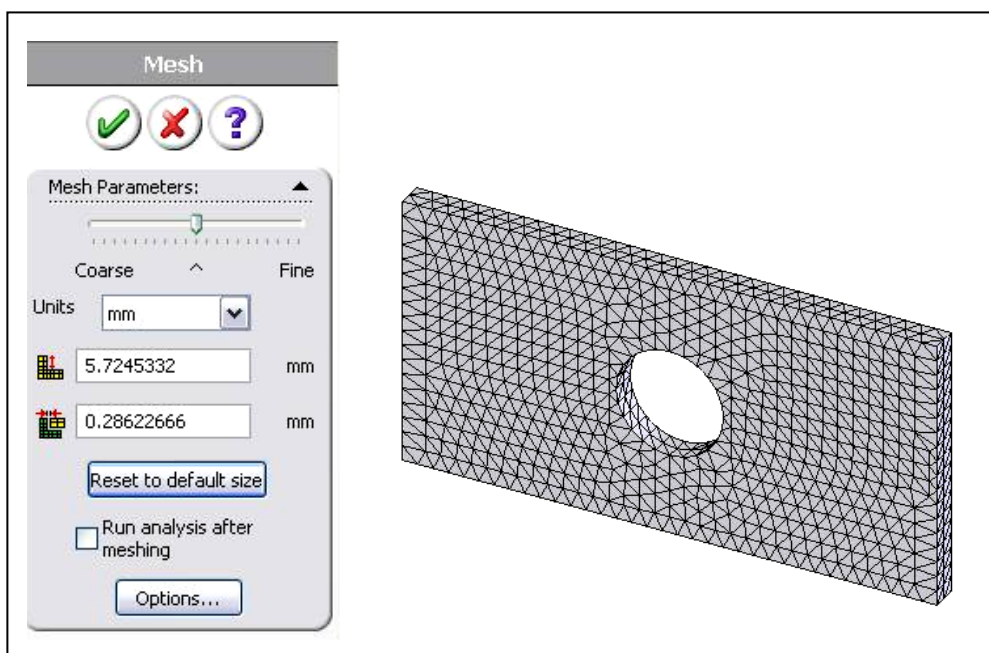 Mesh
?
Mesh Parameters:
Coarse ^ Fine
Units mm
5.7245332 mm
0.28622666 mm
Reset to default size
Run analysis after
meshing
Options...